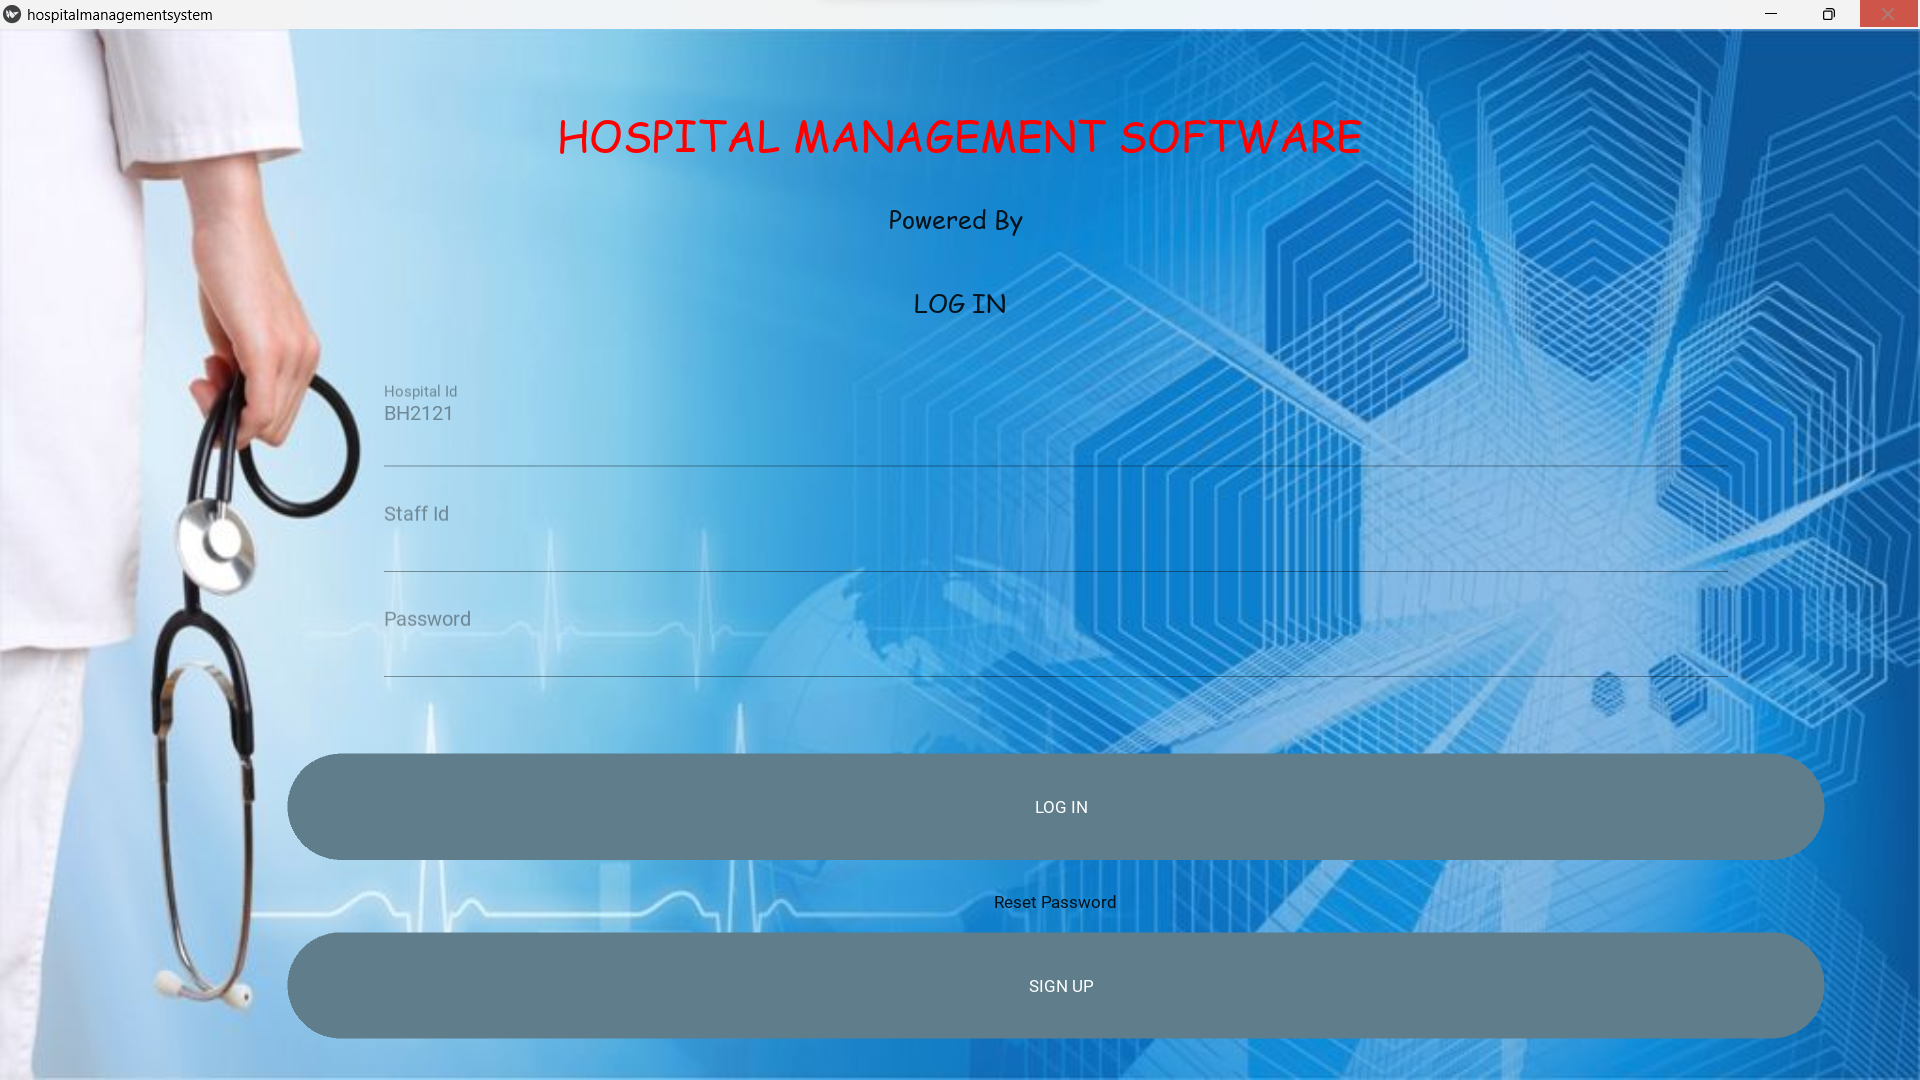 hospitalmanagementsystem
HOSPITAL MANAGEMENT SOFTWARE
Powered By
LOG IN
Hospital Id
BH2121
Staff Id
Password
LOG IN
Reset Password
SIGN UP